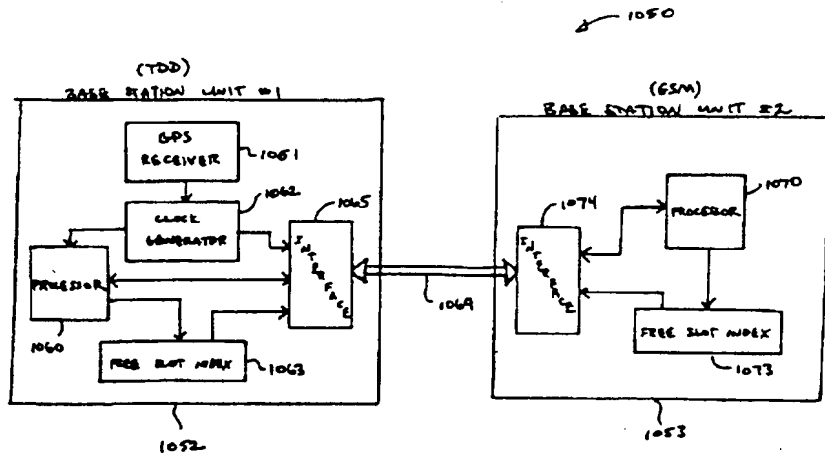 1050
(TDD)
BASE STATION UNIT #1
(GSM)
BASE STATION UNIT #2
GPS
RECEIVER
1061
1062
CLOCK
GENERATOR
1065
INTERFACE
PROCESSOR
1060
FREE SLOT INDEX
1063
1052
1069
1074
INTERFACE
1070
PROCESSOR
FREE SLOT INDEX
1073
1053